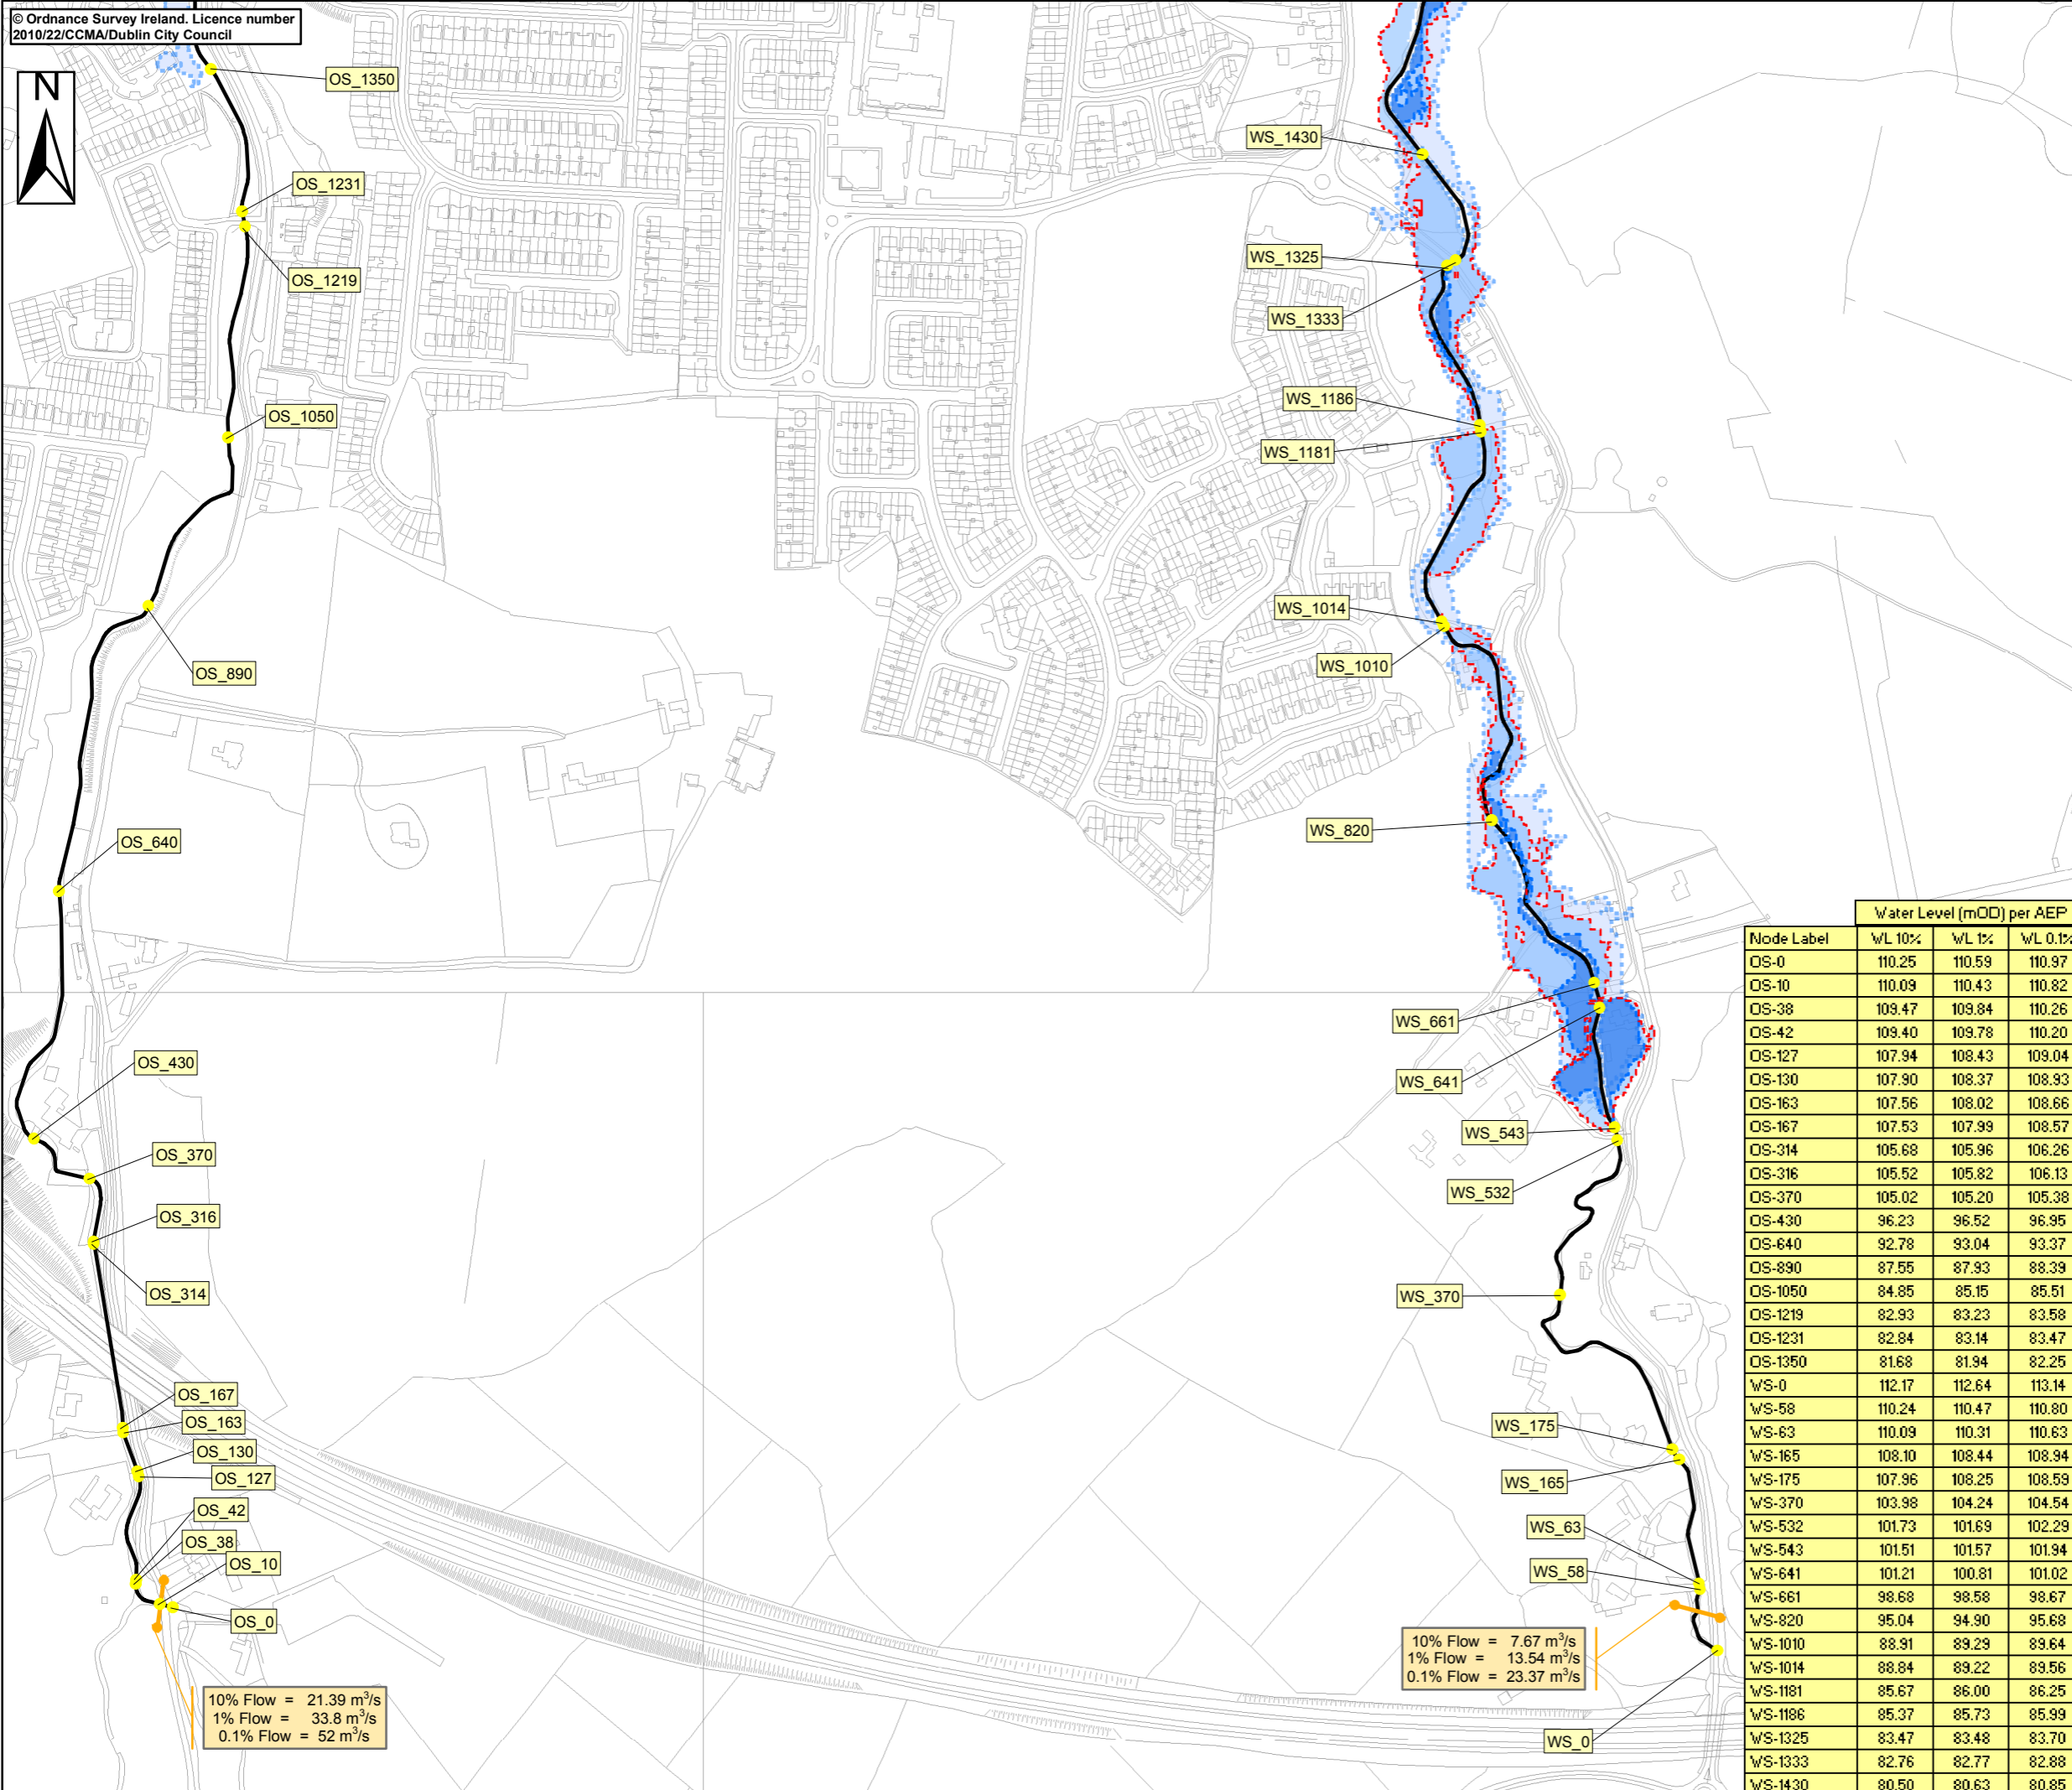 © Ordnance Survey Ireland. Licence number
2010/22/CCMA/Dublin City Council
N
OS_1350
OS_1231
OS_1219
OS_1050
OS_890
OS_640
OS_430
OS_370
OS_316
OS_314
OS_167
OS_163
OS_130
OS_127
OS_42
OS_38
OS_10
OS_0
10% Flow = 21.39 m³/s
1% Flow = 33.8 m³/s
0.1% Flow = 52 m³/s
WS_1430
WS_1325
WS_1333
WS_1186
WS_1181
WS_1014
WS_1010
WS_820
WS_661
WS_641
WS_543
WS_532
WS_370
WS_175
WS_165
WS_63
WS_58
10% Flow = 7.67 m³/s
1% Flow = 13.54 m³/s
0.1% Flow = 23.37 m³/s
WS_0
Water Level (mOD) per AEP
Node Label WL 10% WL 1% WL 0.1%
OS-0 110.25 110.59 110.97
OS-10 110.09 110.43 110.82
OS-38 109.47 109.84 110.26
OS-42 109.40 109.78 110.20
OS-127 107.94 108.43 109.04
OS-130 107.90 108.37 108.93
OS-163 107.56 108.02 108.66
OS-167 107.53 107.99 108.57
OS-314 105.68 105.96 106.26
OS-316 105.52 105.82 106.13
OS-370 105.02 105.20 105.38
OS-430 96.23 96.52 96.95
OS-640 92.78 93.04 93.37
OS-890 87.55 87.93 88.39
OS-1050 84.85 85.15 85.51
OS-1219 82.93 83.23 83.58
OS-1231 82.84 83.14 83.47
OS-1350 81.68 81.94 82.25
WS-0 112.17 112.64 113.14
WS-58 110.24 110.47 110.80
WS-63 110.09 110.31 110.63
WS-165 108.10 108.44 108.94
WS-175 107.96 108.25 108.59
WS-370 103.98 104.24 104.54
WS-532 101.73 101.69 102.29
WS-543 101.51 101.57 101.94
WS-641 101.21 100.81 101.02
WS-661 98.68 98.58 98.67
WS-820 95.04 94.90 95.68
WS-1010 88.91 89.29 89.64
WS-1014 88.84 89.22 89.56
WS-1181 85.67 86.00 86.25
WS-1186 85.37 85.73 85.99
WS-1325 83.47 83.48 83.70
WS-1333 82.76 82.77 82.88
WS-1430 80.50 80.63 80.85